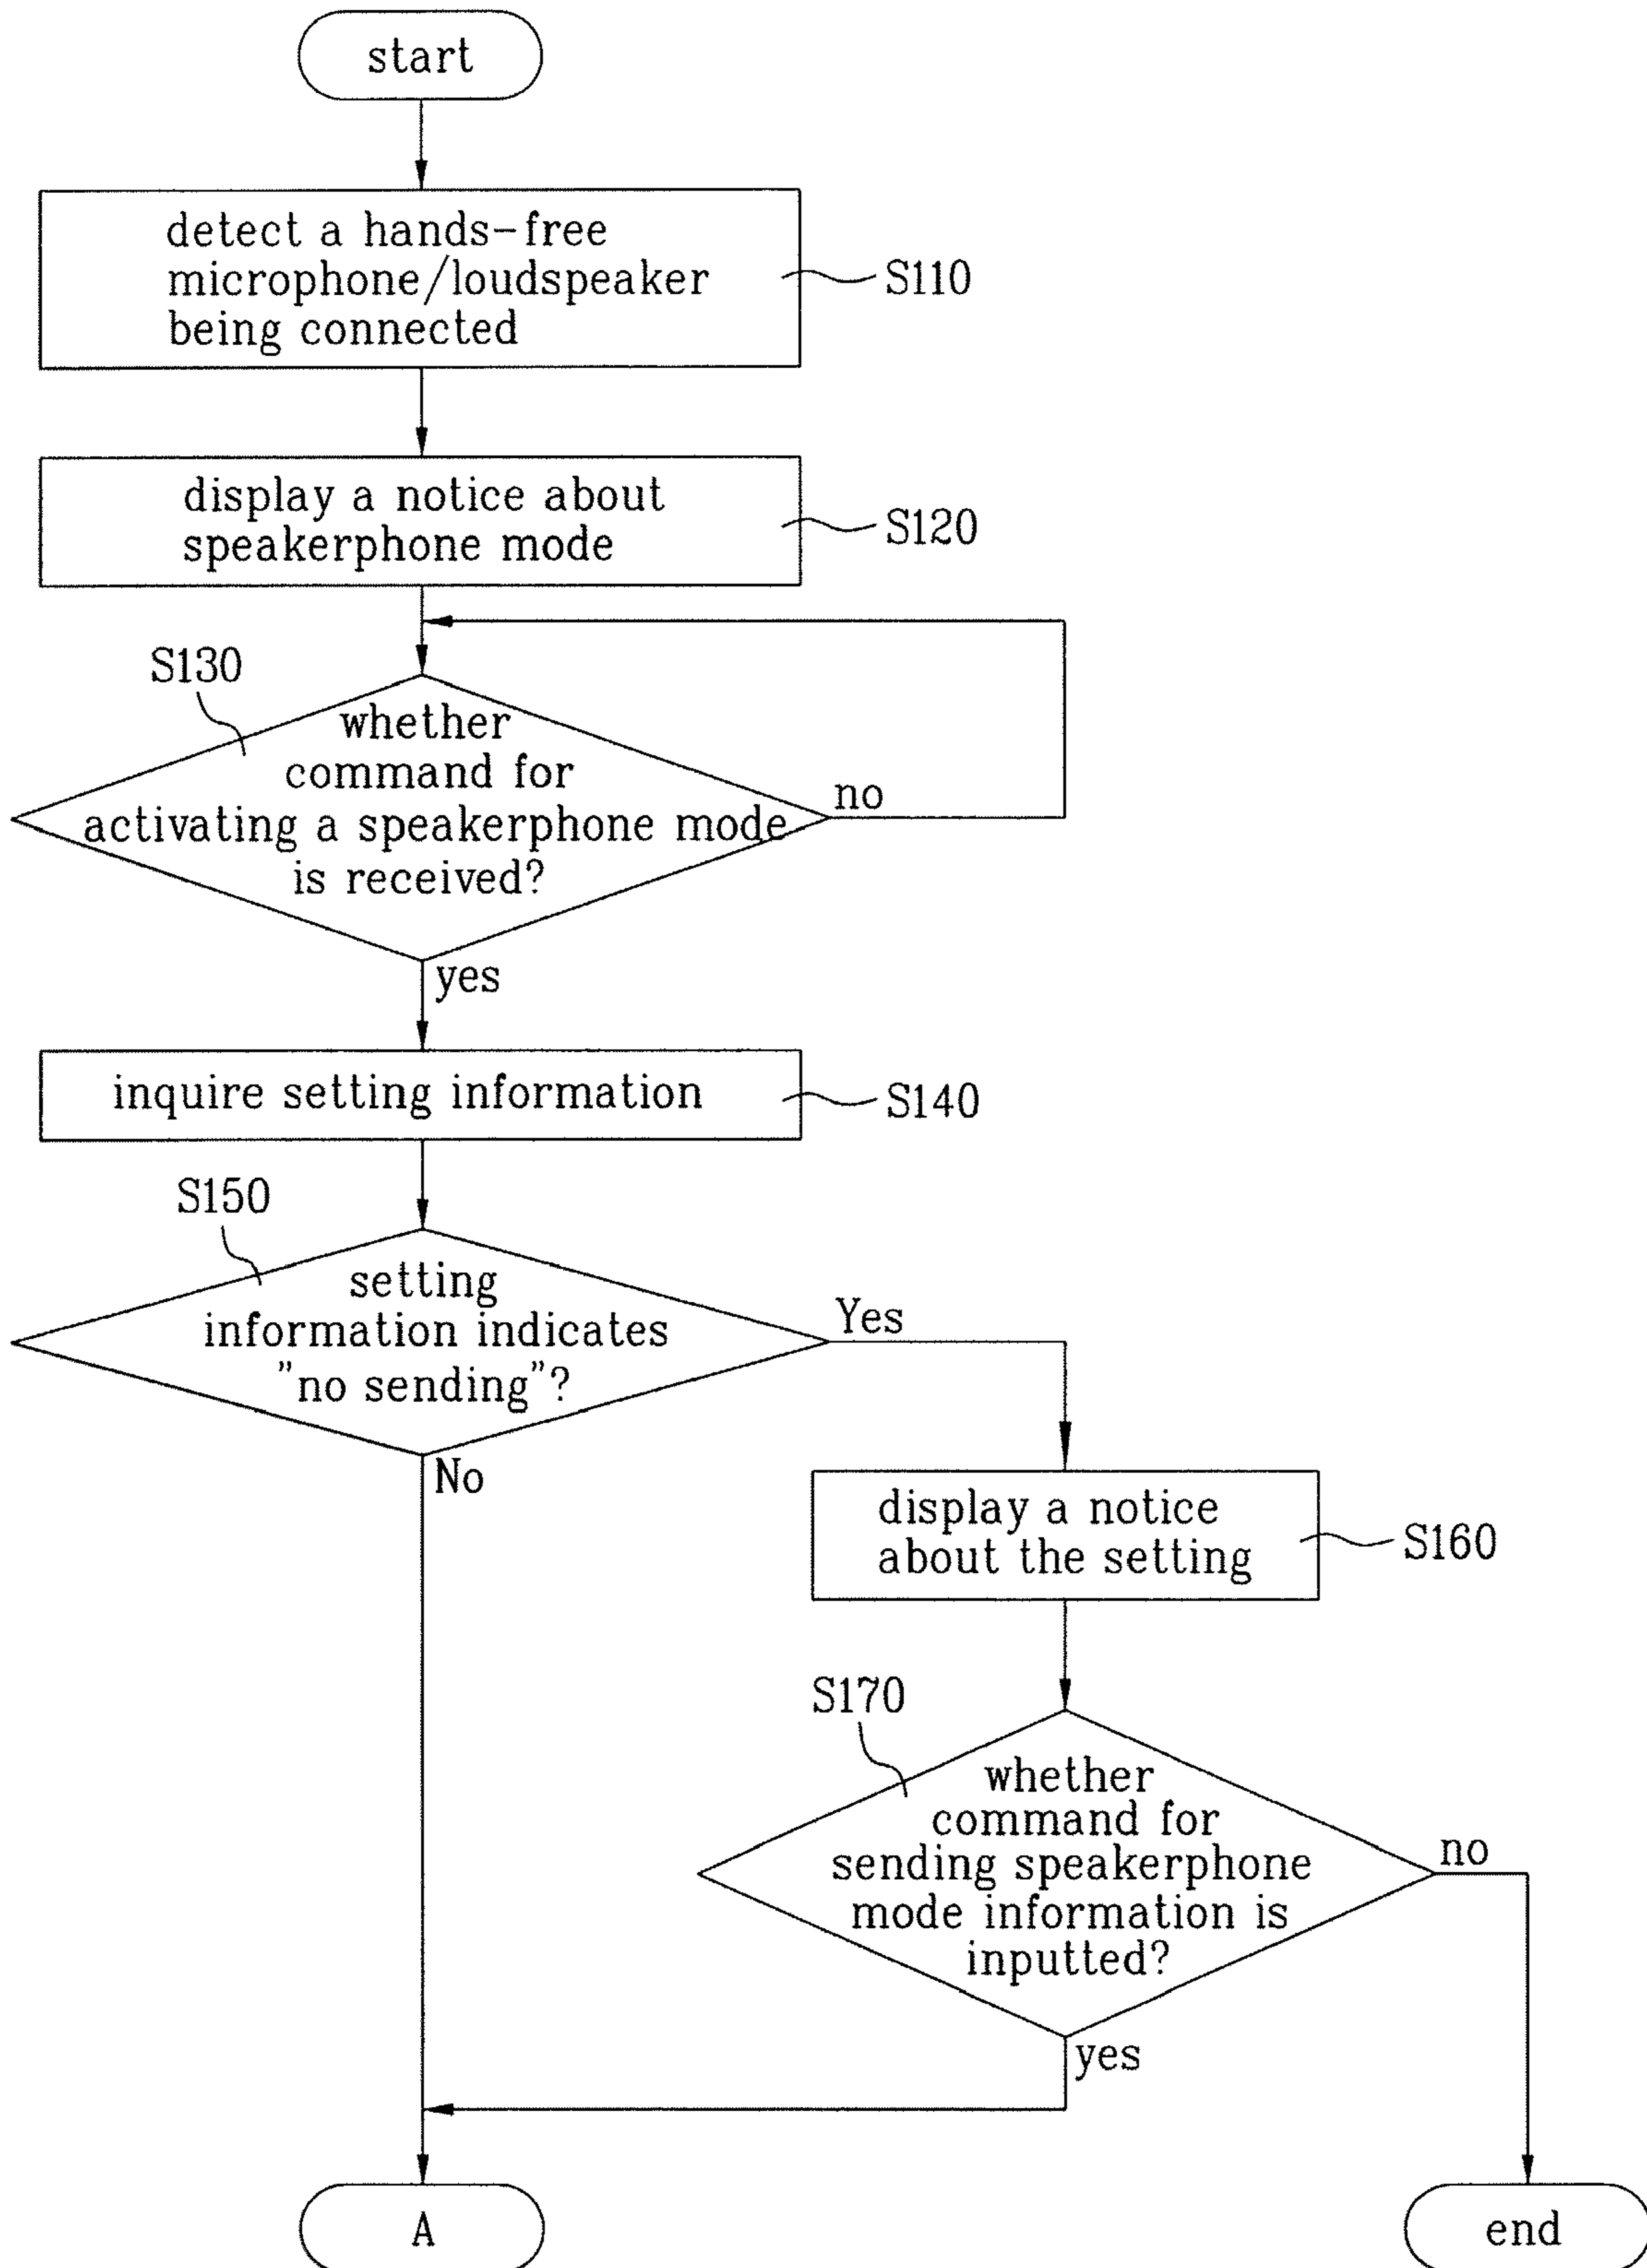 start
detect a hands-free
microphone/loudspeaker
being connected
S110
display a notice about
speakerphone mode
S120
S130
whether
command for
activating a speakerphone mode
is received?
no
yes
inquire setting information
S140
S150
setting
information indicates
"no sending"?
Yes
No
display a notice
about the setting
S160
S170
whether
command for
sending speakerphone
mode information is
inputted?
no
yes
A
end